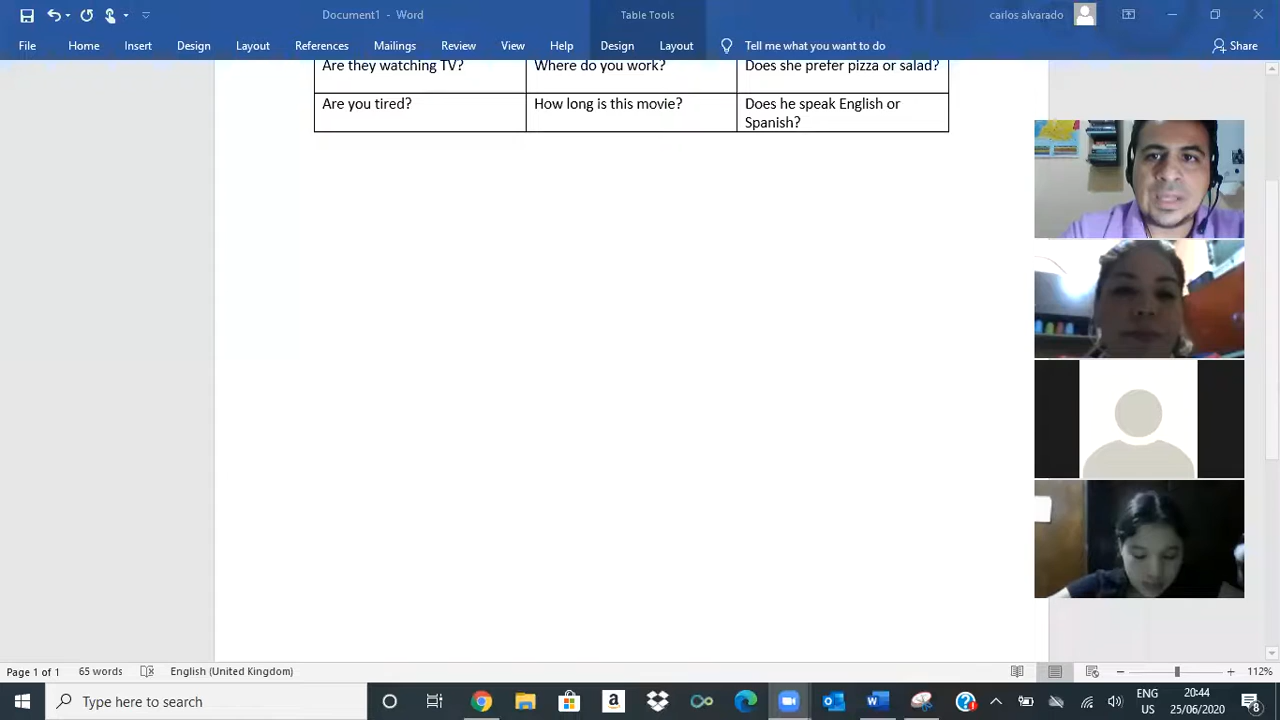 Document1 - Word
Table Tools
carlos alvarado
File Home Insert Design Layout References Mailings Review View Help Design Layout Tell me what you want to do Share
Are they watching TV? Where do you work? Does she prefer pizza or salad?
Are you tired? How long is this movie? Does he speak English or
Spanish?
Page 1 of 1 65 words English (United Kingdom) 112%
Type here to search
ENG 20:44
US 25/06/2020 8